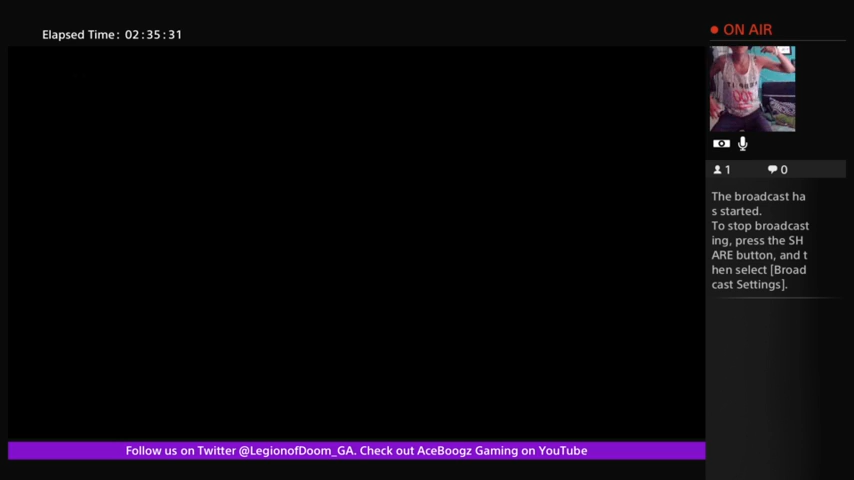 Elapsed Time: 02:35:31
ON AIR
1 0
The broadcast ha
s started.
To stop broadcast
ing, press the SH
ARE button, and t
hen select [Broad
cast Settings].
Follow us on Twitter @LegionofDoom_GA. Check out AceBoogz Gaming on YouTube